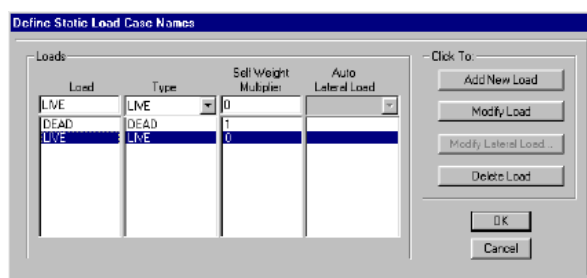 Define Static Load Case Names
Loads
Click To:
Load
Type
Self Weight
Multiplier
Auto
Lateral Load
LIVE
LIVE
0
DEAD
DEAD
1
LIVE
LIVE
0
Add New Load
Modify Load
Modify Lateral Load...
Delete Load
OK
Cancel